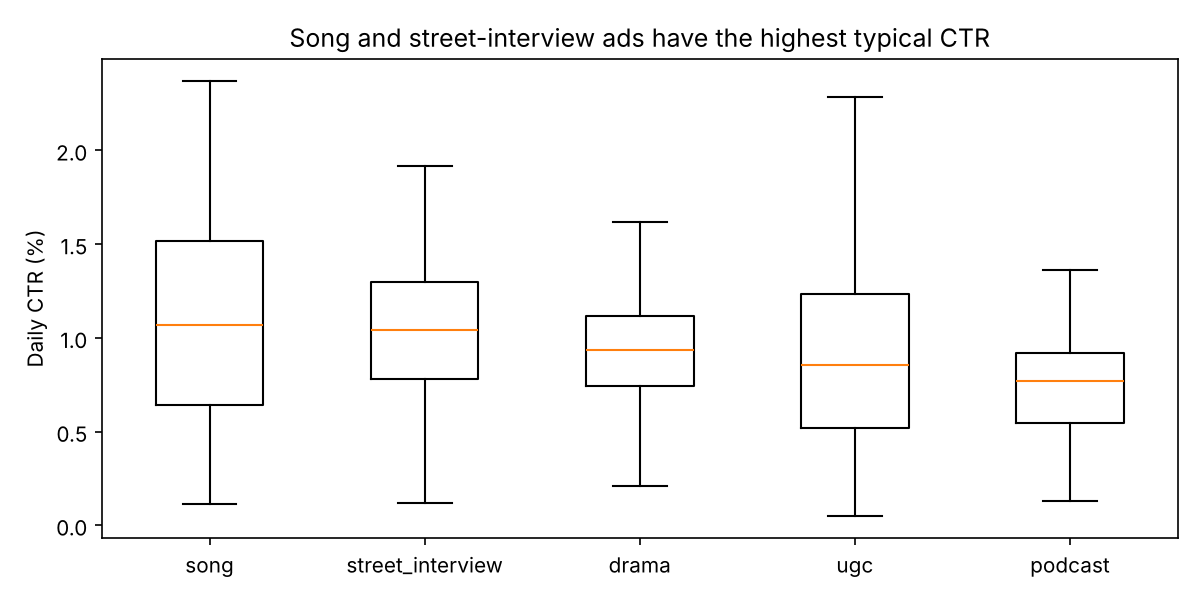 Song and street-interview ads have the highest typical CTR
Daily CTR (%)
2.0
1.5
1.0
0.5
0.0
song
street_interview
drama
ugc
podcast